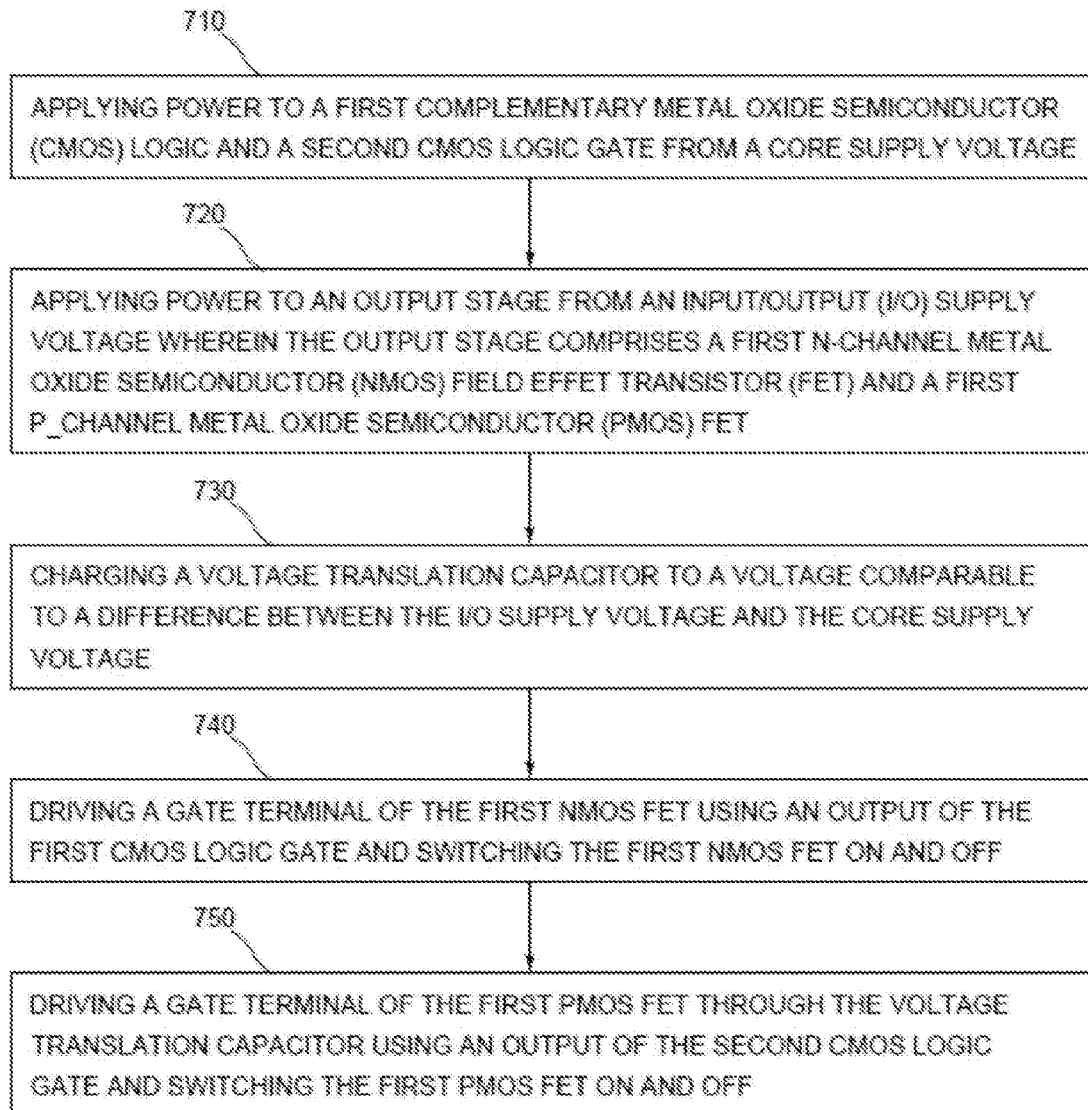 710
APPLYING POWER TO A FIRST COMPLEMENTARY METAL OXIDE SEMICONDUCTOR
(CMOS) LOGIC AND A SECOND CMOS LOGIC GATE FROM A CORE SUPPLY VOLTAGE
720
APPLYING POWER TO AN OUTPUT STAGE FROM AN INPUT/OUTPUT (I/O) SUPPLY
VOLTAGE WHEREIN THE OUTPUT STAGE COMPRISES A FIRST N-CHANNEL METAL
OXIDE SEMICONDUCTOR (NMOS) FIELD EFFET TRANSISTOR (FET) AND A FIRST
P_CHANNEL METAL OXIDE SEMICONDUCTOR (PMOS) FET
730
CHARGING A VOLTAGE TRANSLATION CAPACITOR TO A VOLTAGE COMPARABLE
TO A DIFFERENCE BETWEEN THE I/O SUPPLY VOLTAGE AND THE CORE SUPPLY
VOLTAGE
740
DRIVING A GATE TERMINAL OF THE FIRST NMOS FET USING AN OUTPUT OF THE
FIRST CMOS LOGIC GATE AND SWITCHING THE FIRST NMOS FET ON AND OFF
750
DRIVING A GATE TERMINAL OF THE FIRST PMOS FET THROUGH THE VOLTAGE
TRANSLATION CAPACITOR USING AN OUTPUT OF THE SECOND CMOS LOGIC
GATE AND SWITCHING THE FIRST PMOS FET ON AND OFF